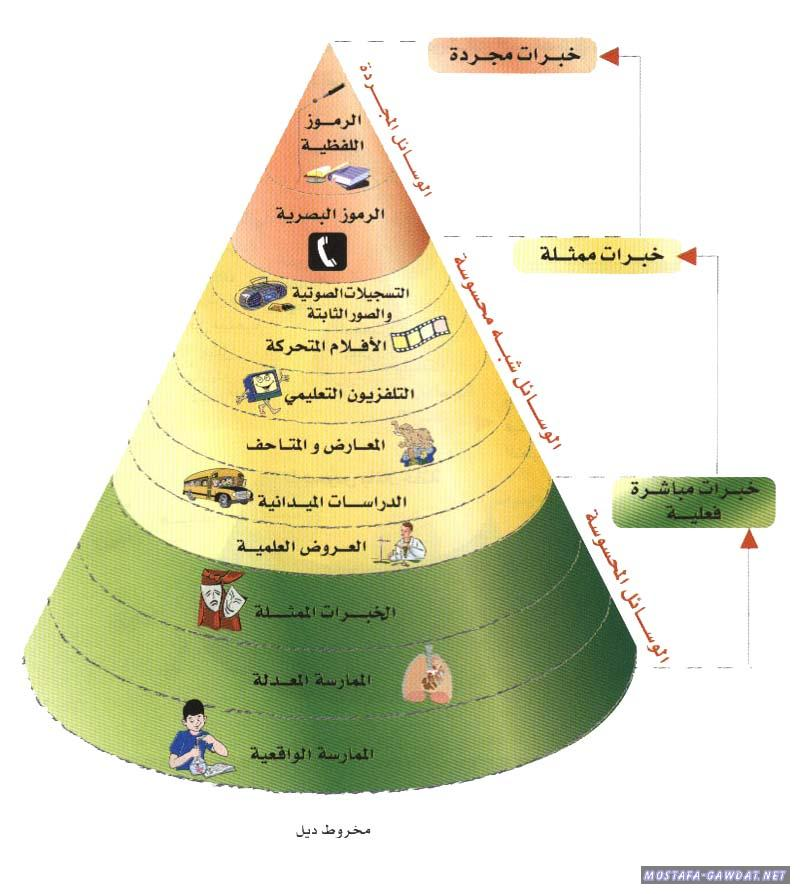 خبرات مجردة
الوسائل المجردة
الرموز
اللفظية
الرموز البصرية
خبرات ممثلة
الوسائل شبه محسوسة
التسجيلات الصوتية
والصور الثابتة
الأفلام المتحركة
التلفزيون التعليمي
المعارض والمتاحف
الدراسات الميدانية
العروض العلمية
خبرات مباشرة
فعلية
الوسائل المحسوسة
الخبرات الممثلة
الممارسة المعدلة
الممارسة الواقعية
مخروط ديل
MOSTAFA-GAWDAT.NET